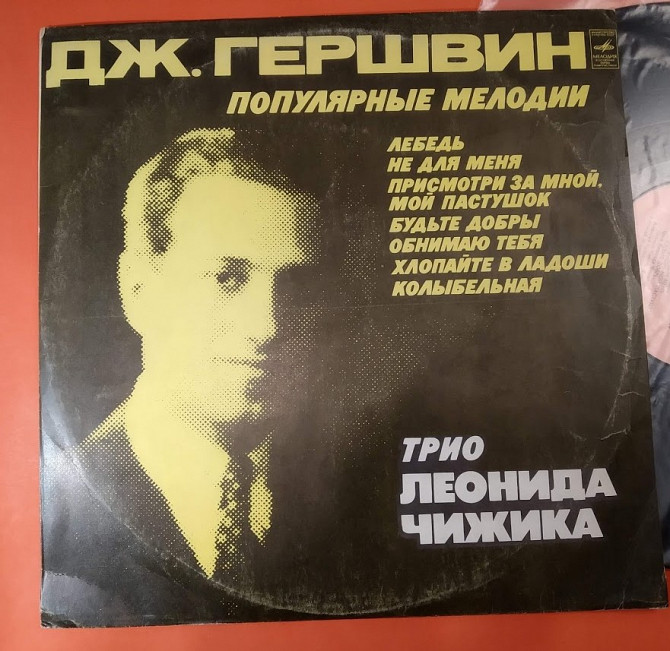 ДЖ. ГЕРШВИН
МЕЛОДИЯ
ПОПУЛЯРНЫЕ МЕЛОДИИ
ЛЕБЕДЬ
НЕ ДЛЯ МЕНЯ
ПРИСМОТРИ ЗА МНОЙ,
МОЙ ПАСТУШОК
БУДЬТЕ ДОБРЫ
ОБНИМАЮ ТЕБЯ
ХЛОПАЙТЕ В ЛАДОШИ
КОЛЫБЕЛЬНАЯ
ТРИО
ЛЕОНИДА
ЧИЖИКА